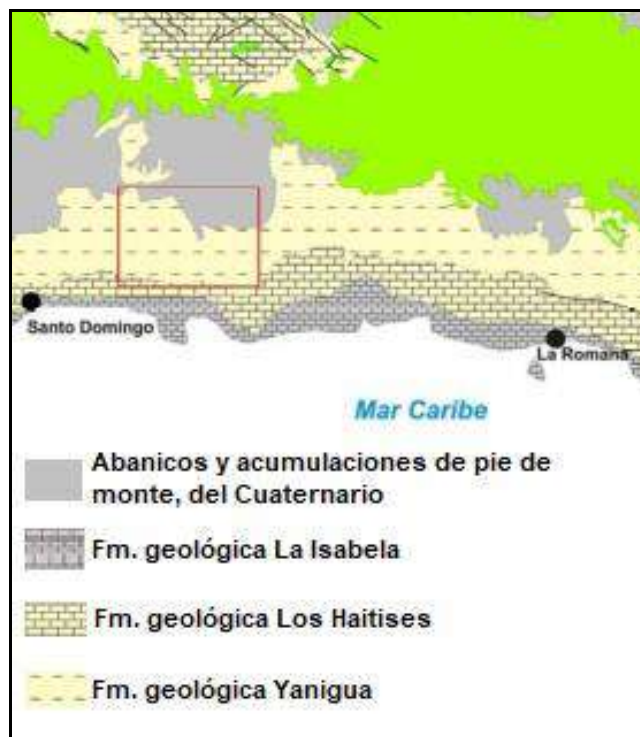 Santo Domingo
La Romana
Mar Caribe
Abanicos y acumulaciones de pie de
monte, del Cuaternario
Fm. geológica La Isabela
Fm. geológica Los Haitises
Fm. geológica Yanigua